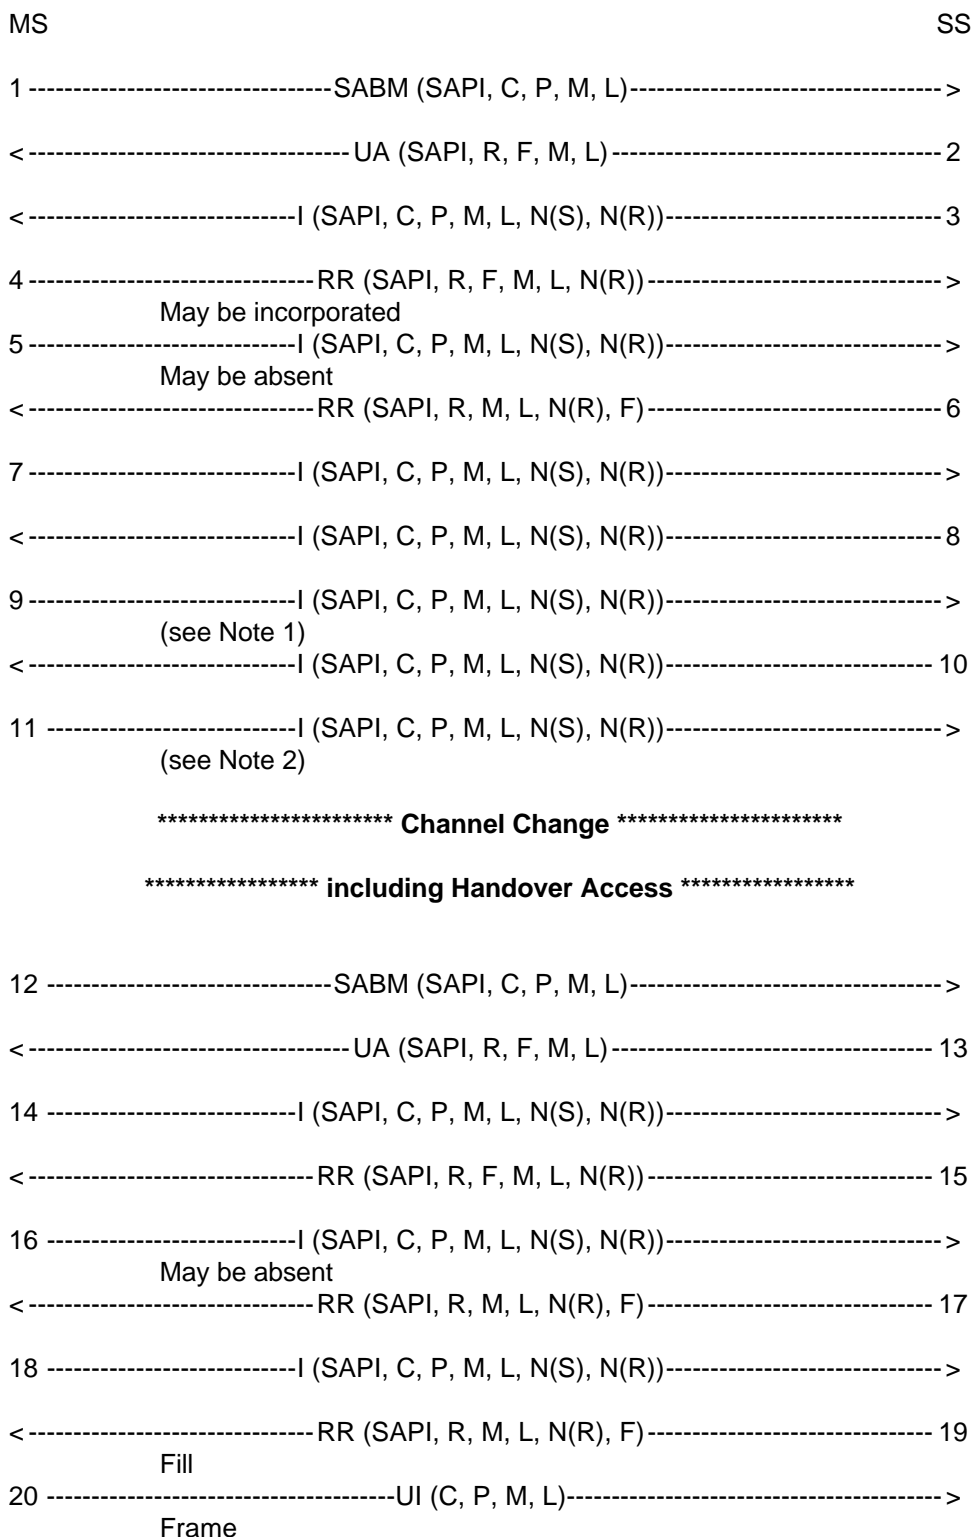 MS SS
1 ----------------------------------SABM (SAPI, C, P, M, L)----------------------------------- >
< ------------------------------------ UA (SAPI, R, F, M, L) ------------------------------------- 2
< ------------------------------I (SAPI, C, P, M, L, N(S), N(R))------------------------------- 3
4 --------------------------------RR (SAPI, R, F, M, L, N(R)) --------------------------------- >
May be incorporated
5 ------------------------------I (SAPI, C, P, M, L, N(S), N(R))------------------------------- >
May be absent
< --------------------------------RR (SAPI, R, M, L, N(R), F) --------------------------------- 6
7 ------------------------------I (SAPI, C, P, M, L, N(S), N(R))------------------------------- >
< ------------------------------I (SAPI, C, P, M, L, N(S), N(R))------------------------------- 8
9 ------------------------------I (SAPI, C, P, M, L, N(S), N(R))------------------------------- >
(see Note 1)
< ------------------------------I (SAPI, C, P, M, L, N(S), N(R))------------------------------ 10
11 ----------------------------I (SAPI, C, P, M, L, N(S), N(R))------------------------------- >
(see Note 2)
*********************** Channel Change **********************
***************** including Handover Access *****************
12 --------------------------------SABM (SAPI, C, P, M, L)----------------------------------- >
< ------------------------------------ UA (SAPI, R, F, M, L) ------------------------------------ 13
14 ----------------------------I (SAPI, C, P, M, L, N(S), N(R))------------------------------- >
< --------------------------------RR (SAPI, R, F, M, L, N(R)) -------------------------------- 15
16 ----------------------------I (SAPI, C, P, M, L, N(S), N(R))------------------------------- >
May be absent
< --------------------------------RR (SAPI, R, M, L, N(R), F) -------------------------------- 17
18 ----------------------------I (SAPI, C, P, M, L, N(S), N(R))------------------------------- >
< --------------------------------RR (SAPI, R, M, L, N(R), F) -------------------------------- 19
Fill
20 ---------------------------------------UI (C, P, M, L)------------------------------------------ >
Frame